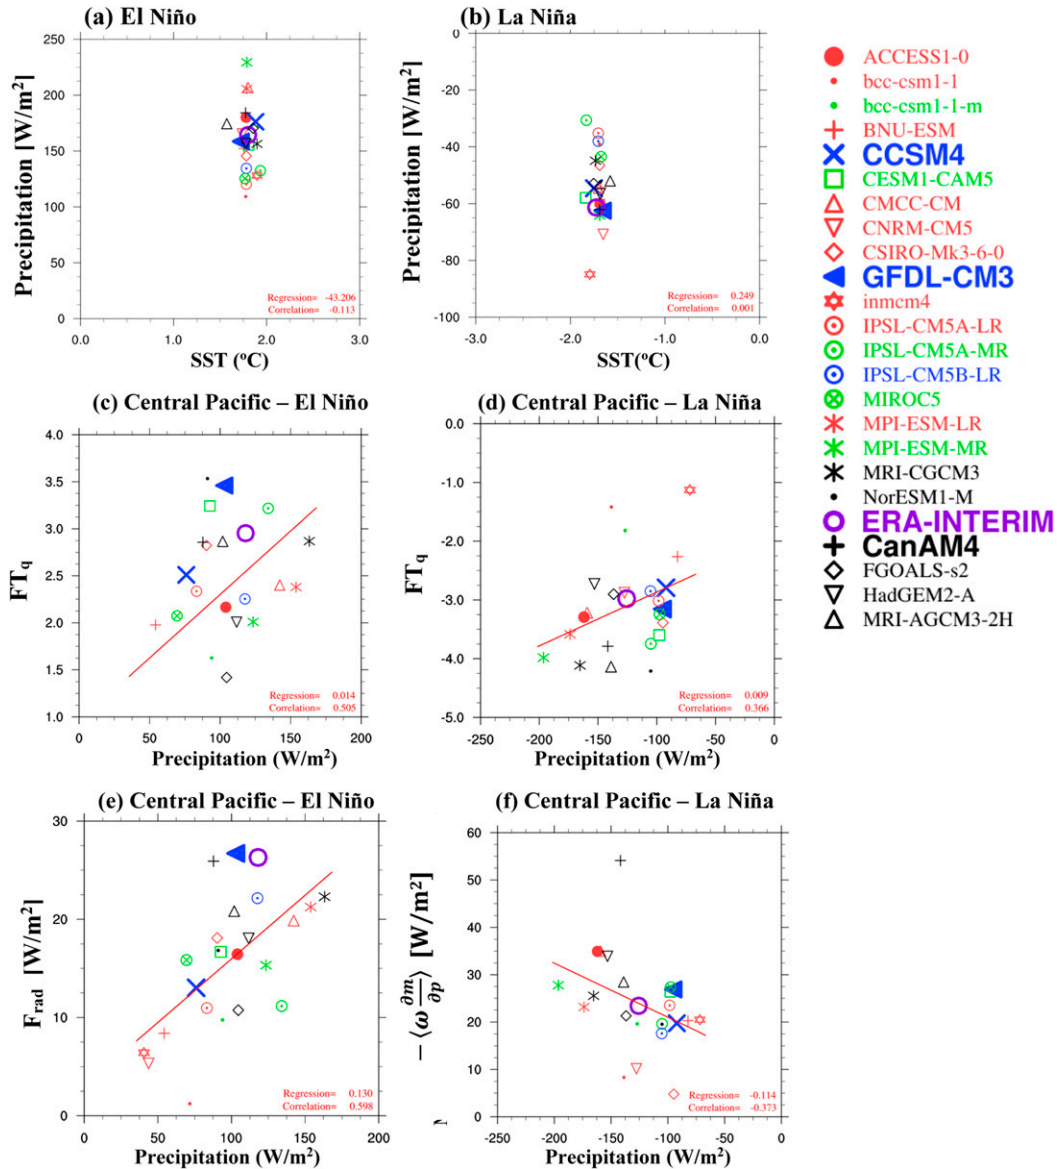 (a) El Niño
Precipitation [W/m²]
250
200
150
100
50
0
0.0
1.0
2.0
3.0
SST (ºC)
Regression= -43.206
Correlation= -0.113
(b) La Niña
Precipitation [W/m²]
0
-20
-40
-60
-80
-100
-3.0
-2.0
-1.0
0.0
SST(ºC)
Regression= 0.249
Correlation= 0.001
(c) Central Pacific – El Niño
FTq
4.0
3.5
3.0
2.5
2.0
1.5
1.0
0
50
100
150
200
Precipitation (W/m²)
Regression= 0.014
Correlation= 0.505
(d) Central Pacific – La Niña
FTq
0.0
-1.0
-2.0
-3.0
-4.0
-5.0
-250
-200
-150
-100
-50
0
Precipitation (W/m²)
Regression= 0.009
Correlation= 0.366
(e) Central Pacific – El Niño
Frad [W/m²]
30
20
10
0
0
50
100
150
200
Precipitation (W/m²)
Regression= 0.130
Correlation= 0.598
(f) Central Pacific – La Niña
−⟨ω ∂m/∂p⟩ [W/m²]
60
50
40
30
20
10
0
-250
-200
-150
-100
-50
0
Precipitation (W/m²)
Regression= -0.114
Correlation= -0.373
ACCESS1-0
bcc-csm1-1
bcc-csm1-1-m
BNU-ESM
CCSM4
CESM1-CAM5
CMCC-CM
CNRM-CM5
CSIRO-Mk3-6-0
GFDL-CM3
inmcm4
IPSL-CM5A-LR
IPSL-CM5A-MR
IPSL-CM5B-LR
MIROC5
MPI-ESM-LR
MPI-ESM-MR
MRI-CGCM3
NorESM1-M
ERA-INTERIM
CanAM4
FGOALS-s2
HadGEM2-A
MRI-AGCM3-2H